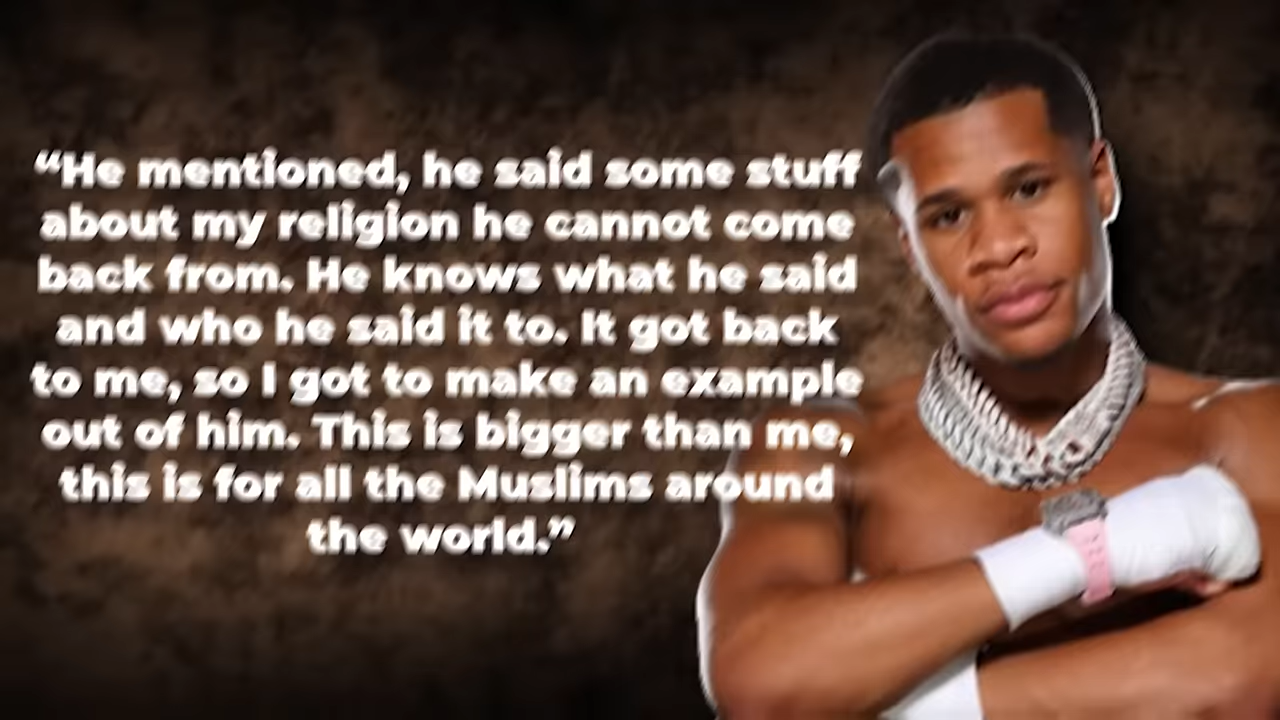 “He mentioned, he said some stuff
about my religion he cannot come
back from. He knows what he said
and who he said it to. It got back
to me, so I got to make an example
out of him. This is bigger than me,
this is for all the Muslims around
the world.”